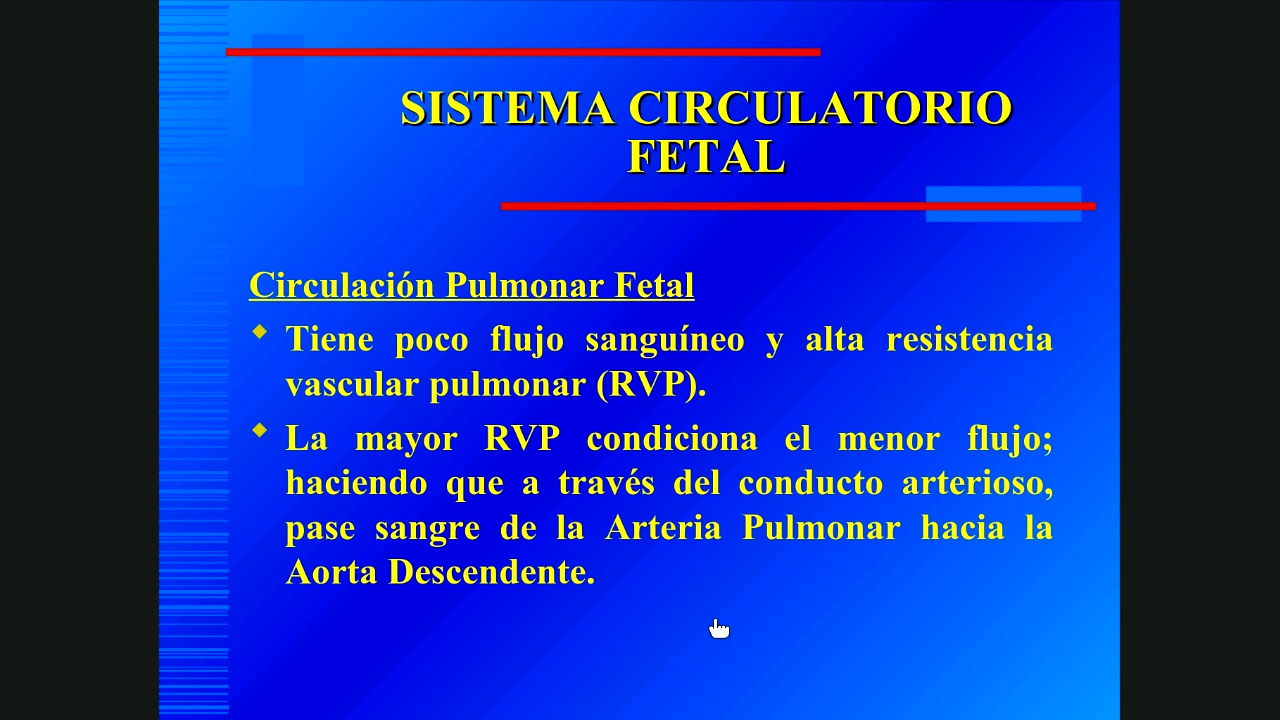 SISTEMA CIRCULATORIO
FETAL
Circulación Pulmonar Fetal
Tiene poco flujo sanguíneo y alta resistencia
vascular pulmonar (RVP).
La mayor RVP condiciona el menor flujo;
haciendo que a través del conducto arterioso,
pase sangre de la Arteria Pulmonar hacia la
Aorta Descendente.